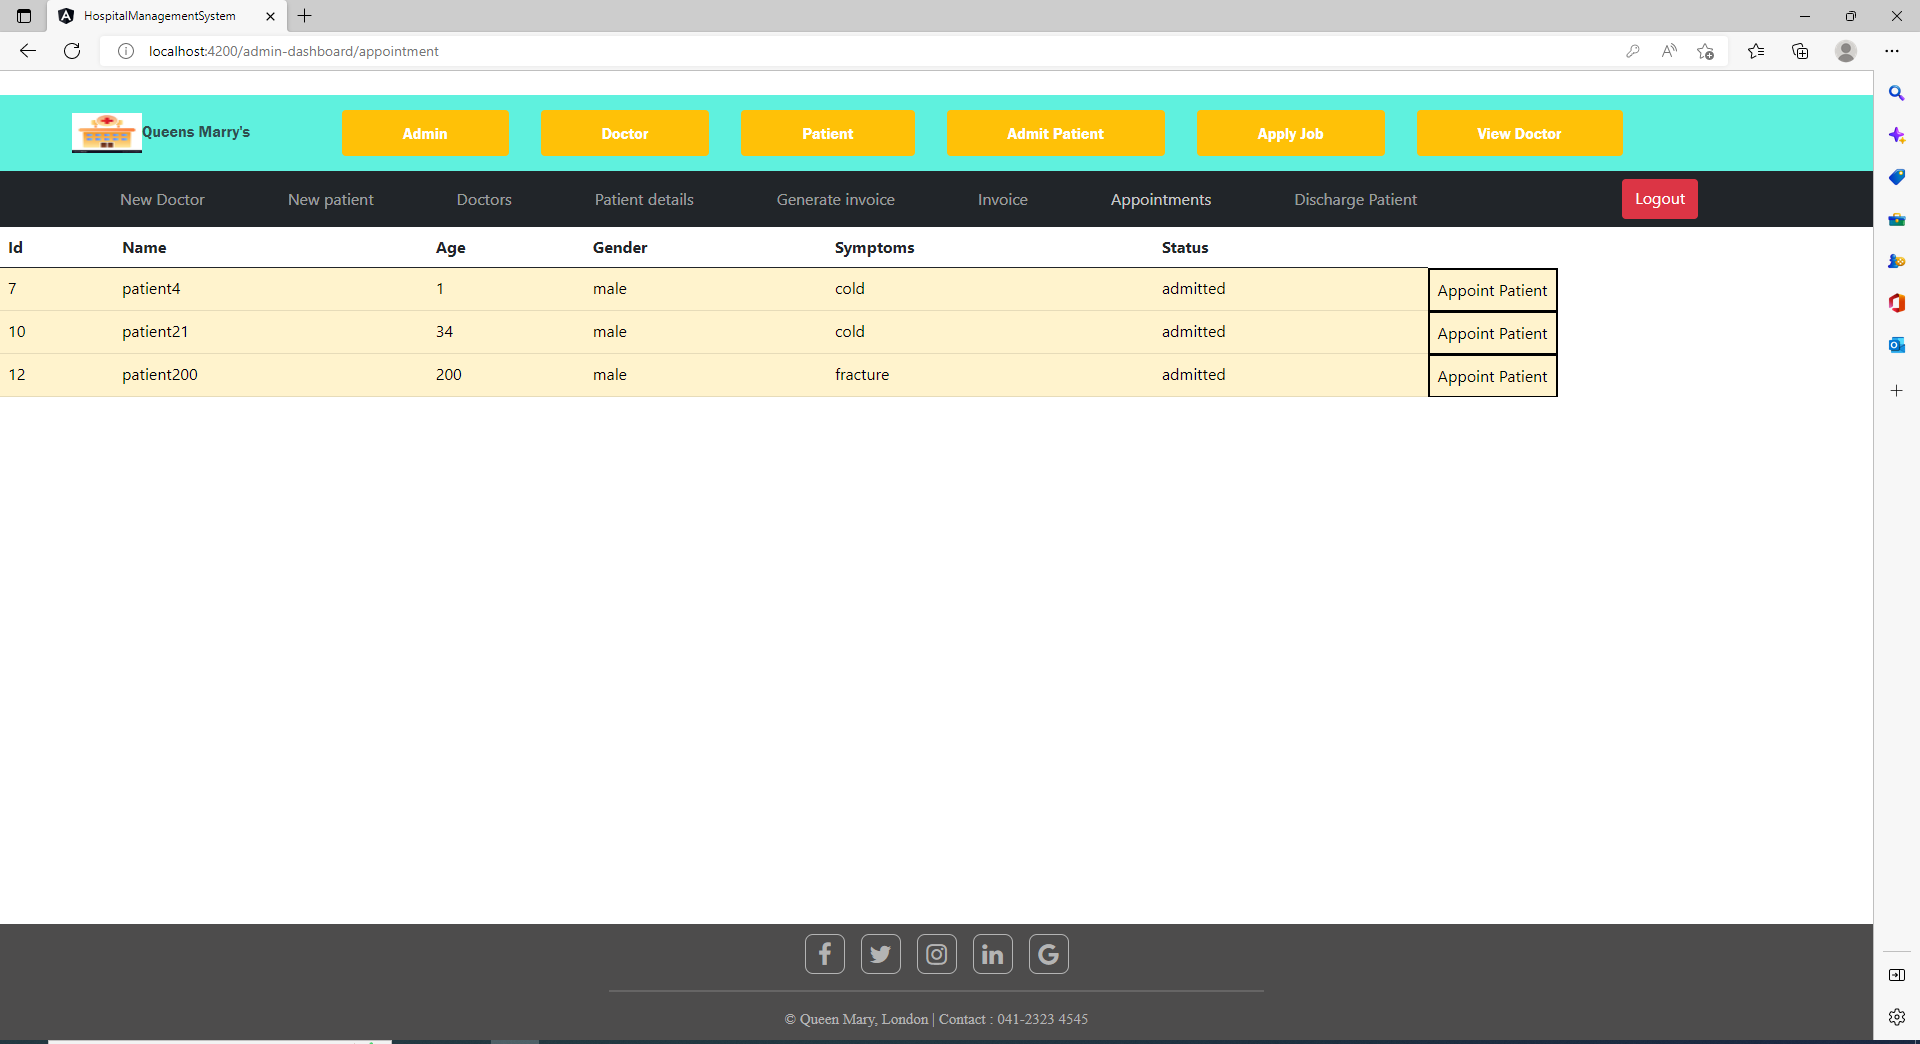 HospitalManagementSystem
localhost:4200/admin-dashboard/appointment
Queens Marry's Admin Doctor Patient Admit Patient Apply Job View Doctor
New Doctor New patient Doctors Patient details Generate invoice Invoice Appointments Discharge Patient Logout
Id Name Age Gender Symptoms Status
7 patient4 1 male cold admitted Appoint Patient
10 patient21 34 male cold admitted Appoint Patient
12 patient200 200 male fracture admitted Appoint Patient
© Queen Mary, London | Contact : 041-2323 4545